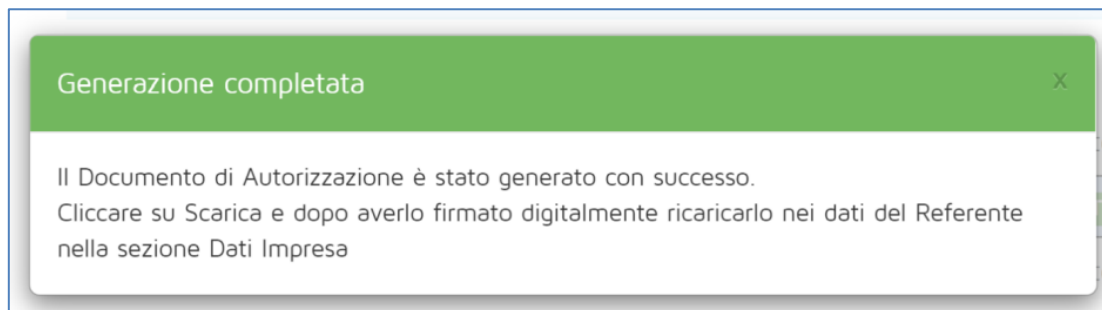 Generazione completata
x
Il Documento di Autorizzazione è stato generato con successo.
Cliccare su Scarica e dopo averlo firmato digitalmente ricaricarlo nei dati del Referente
nella sezione Dati Impresa